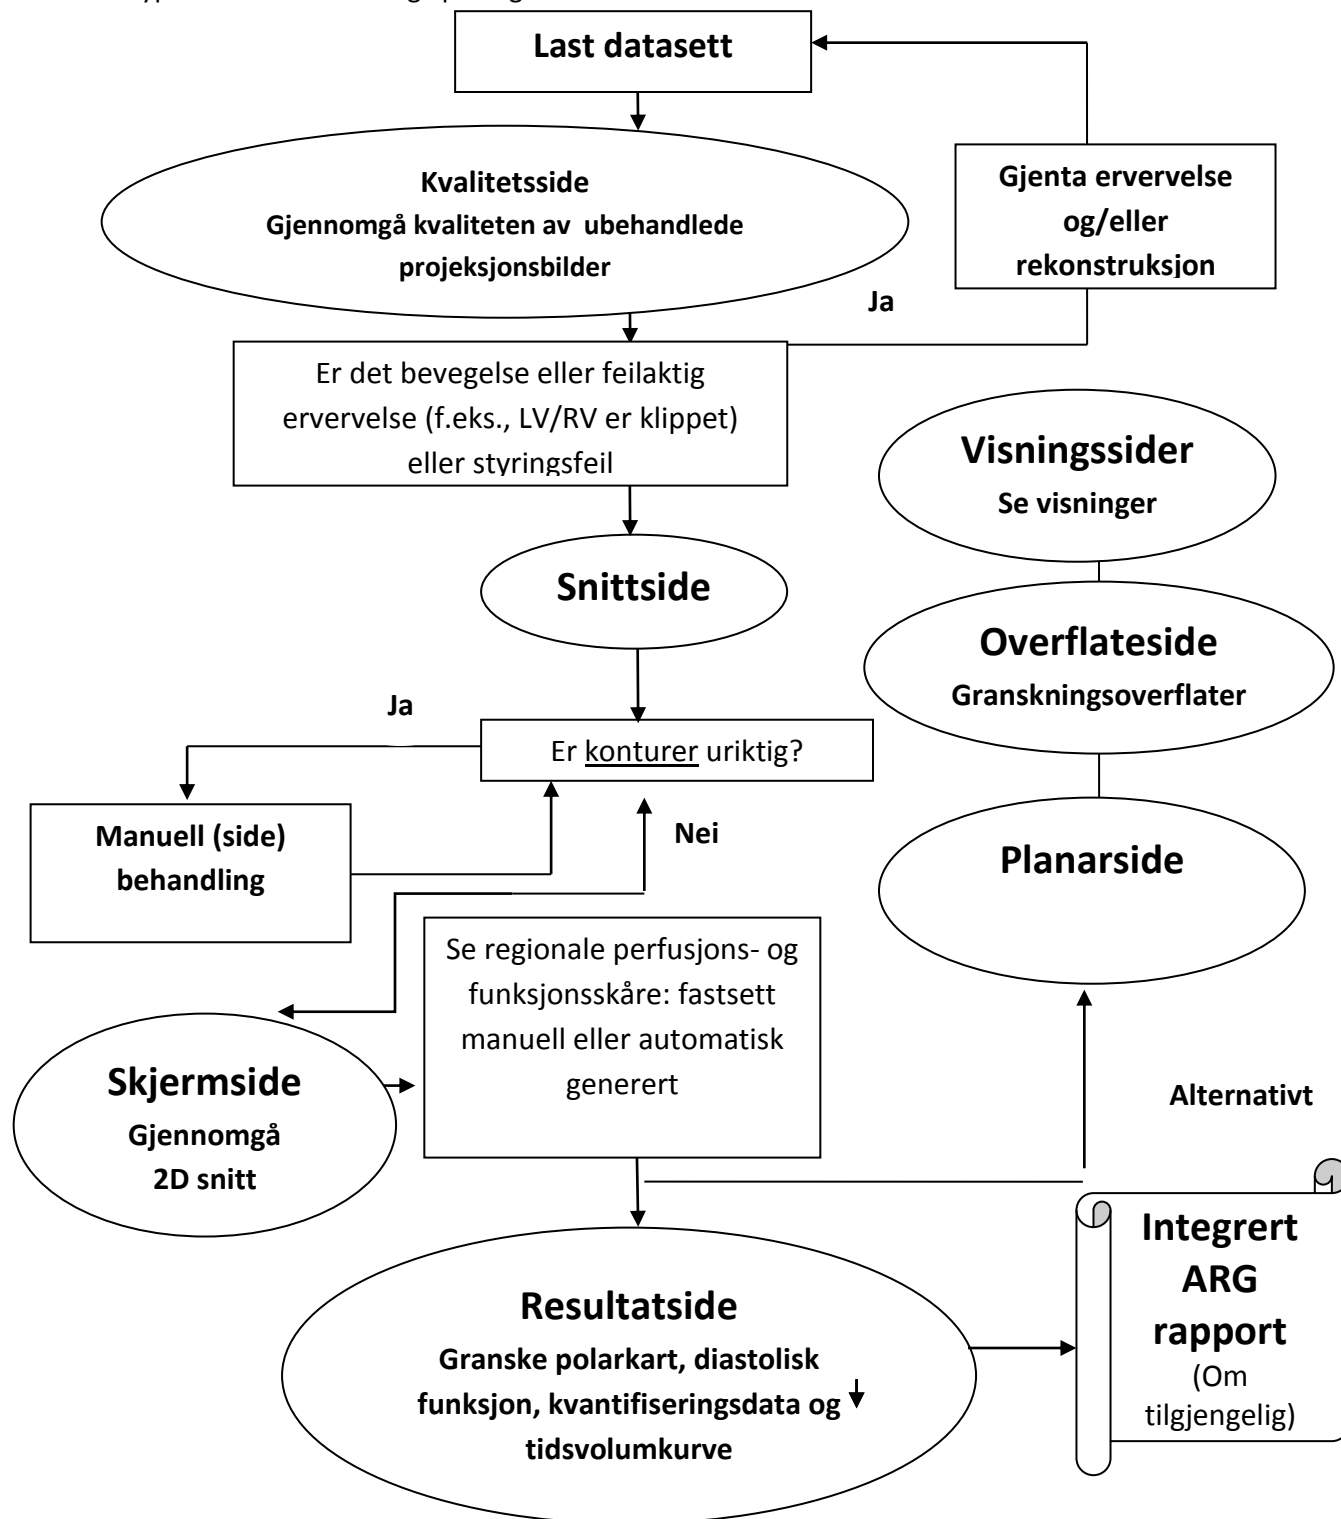 Last datasett
Kvalitetsside
Gjennomgå kvaliteten av ubehandlede
projeksjonsbilder
Gjenta ervervelse
og/eller
rekonstruksjon
Ja
Er det bevegelse eller feilaktig
ervervelse (f.eks., LV/RV er klippet)
eller styringsfeil
Visningssider
Se visninger
Snittside
Overflateside
Granskningsoverflater
Ja
Er konturer uriktig?
Manuell (side)
behandling
Nei
Planarside
Se regionale perfusjons- og
funksjonsskåre: fastsett
manuell eller automatisk
generert
Skjermside
Gjennomgå
2D snitt
Alternativt
Integrert
ARG
rapport
(Om
tilgjengelig)
Resultatside
Granske polarkart, diastolisk
funksjon, kvantifiseringsdata og
tidsvolumkurve